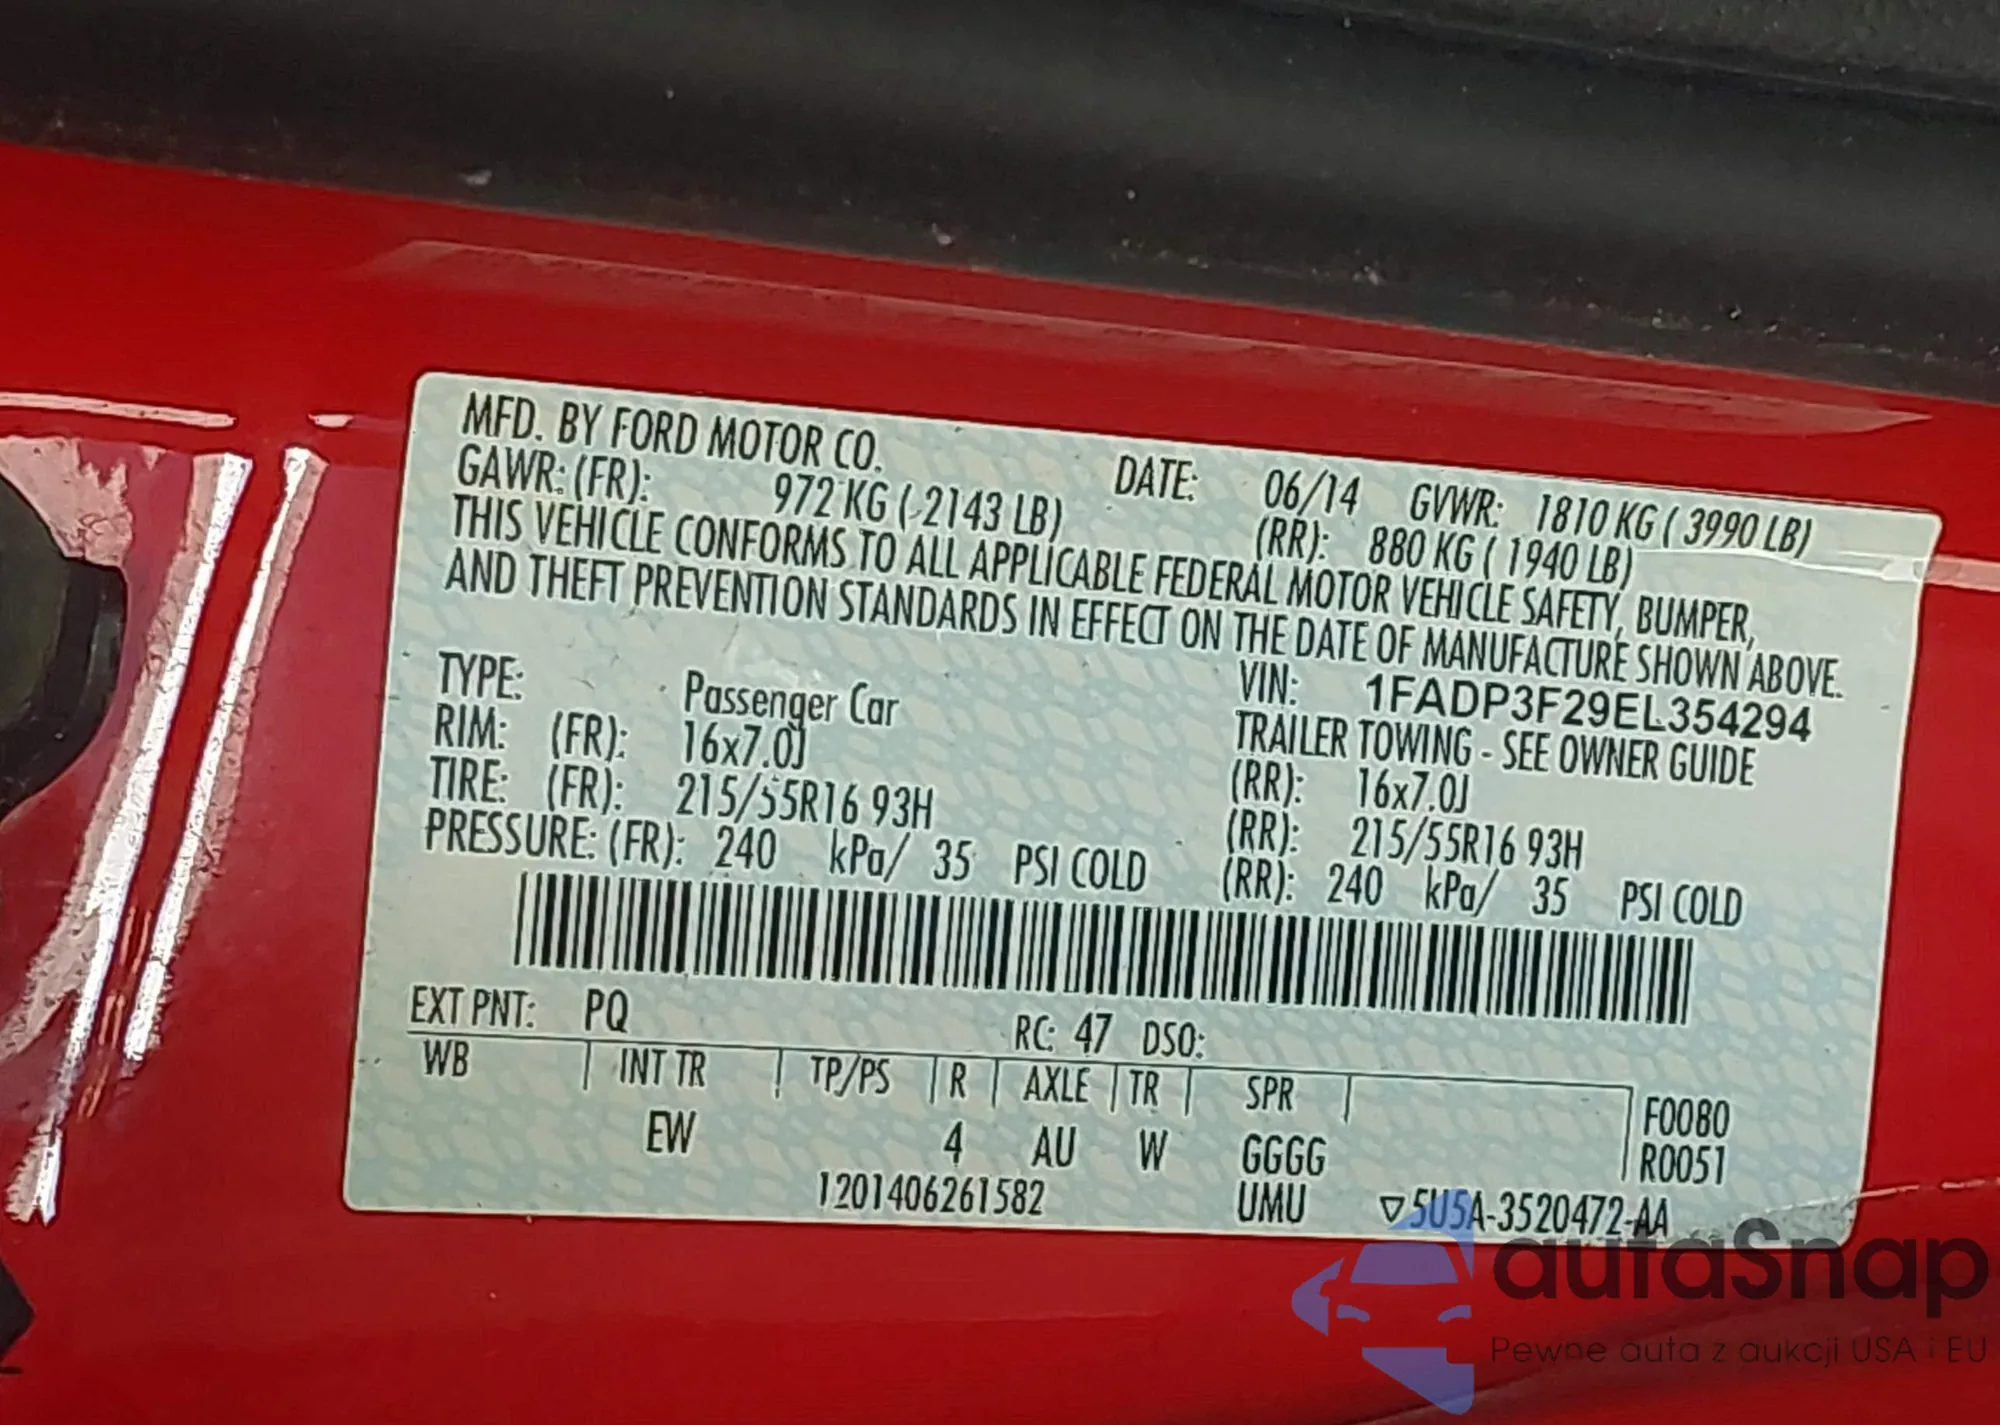 MFD. BY FORD MOTOR CO. DATE: 06/14 GVWR: 1810 KG ( 3990 LB)
GAWR: (FR): 972 KG ( 2143 LB) (RR): 880 KG ( 1940 LB)
THIS VEHICLE CONFORMS TO ALL APPLICABLE FEDERAL MOTOR VEHICLE SAFETY, BUMPER,
AND THEFT PREVENTION STANDARDS IN EFFECT ON THE DATE OF MANUFACTURE SHOWN ABOVE.
VIN: 1FADP3F29EL354294
TYPE: Passenger Car TRAILER TOWING - SEE OWNER GUIDE
RIM: (FR): 16x7.0J (RR): 16x7.0J
TIRE: (FR): 215/55R16 93H (RR): 215/55R16 93H
PRESSURE: (FR): 240 kPa/ 35 PSI COLD (RR): 240 kPa/ 35 PSI COLD
EXT PNT: PQ RC: 47 DSO:
WB INT TR TP/PS R AXLE TR SPR F0080
EW 4 AU W GGGG R0051
1201406261582 UMU ▽5U5A-3520472-AA
autaSnap
Pewne auta z aukcji USA i EU